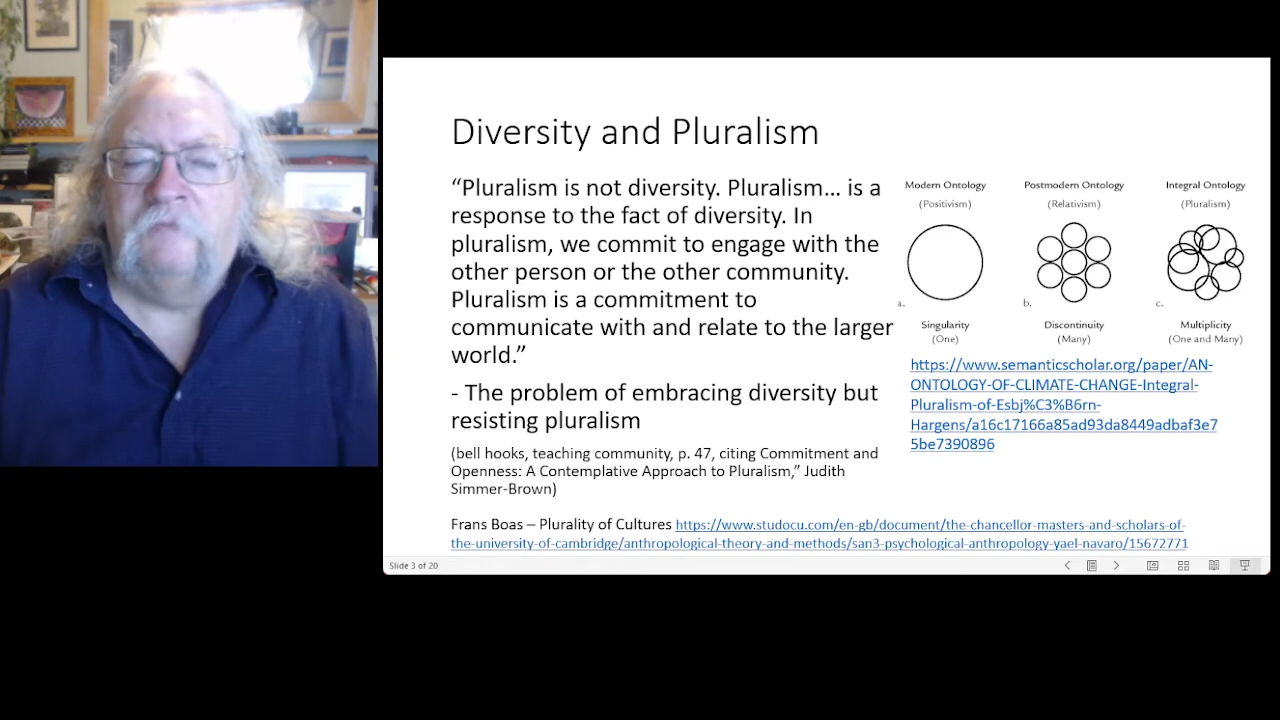 Diversity and Pluralism
“Pluralism is not diversity. Pluralism… is a
response to the fact of diversity. In
pluralism, we commit to engage with the
other person or the other community.
Pluralism is a commitment to
communicate with and relate to the larger
world.”
- The problem of embracing diversity but
resisting pluralism
(bell hooks, teaching community, p. 47, citing Commitment and
Openness: A Contemplative Approach to Pluralism,” Judith
Simmer-Brown)
Modern Ontology
(Positivism)
a.
Singularity
(One)
Postmodern Ontology
(Relativism)
b.
Discontinuity
(Many)
Integral Ontology
(Pluralism)
c.
Multiplicity
(One and Many)
https://www.semanticscholar.org/paper/AN-
ONTOLOGY-OF-CLIMATE-CHANGE-Integral-
Pluralism-of-Esbj%C3%B6rn-
Hargens/a16c17166a85ad93da8449adbaf3e7
5be7390896
Frans Boas – Plurality of Cultures https://www.studocu.com/en-gb/document/the-chancellor-masters-and-scholars-of-
the-university-of-cambridge/anthropological-theory-and-methods/san3-psychological-anthropology-yael-navaro/15672771
Slide 3 of 20